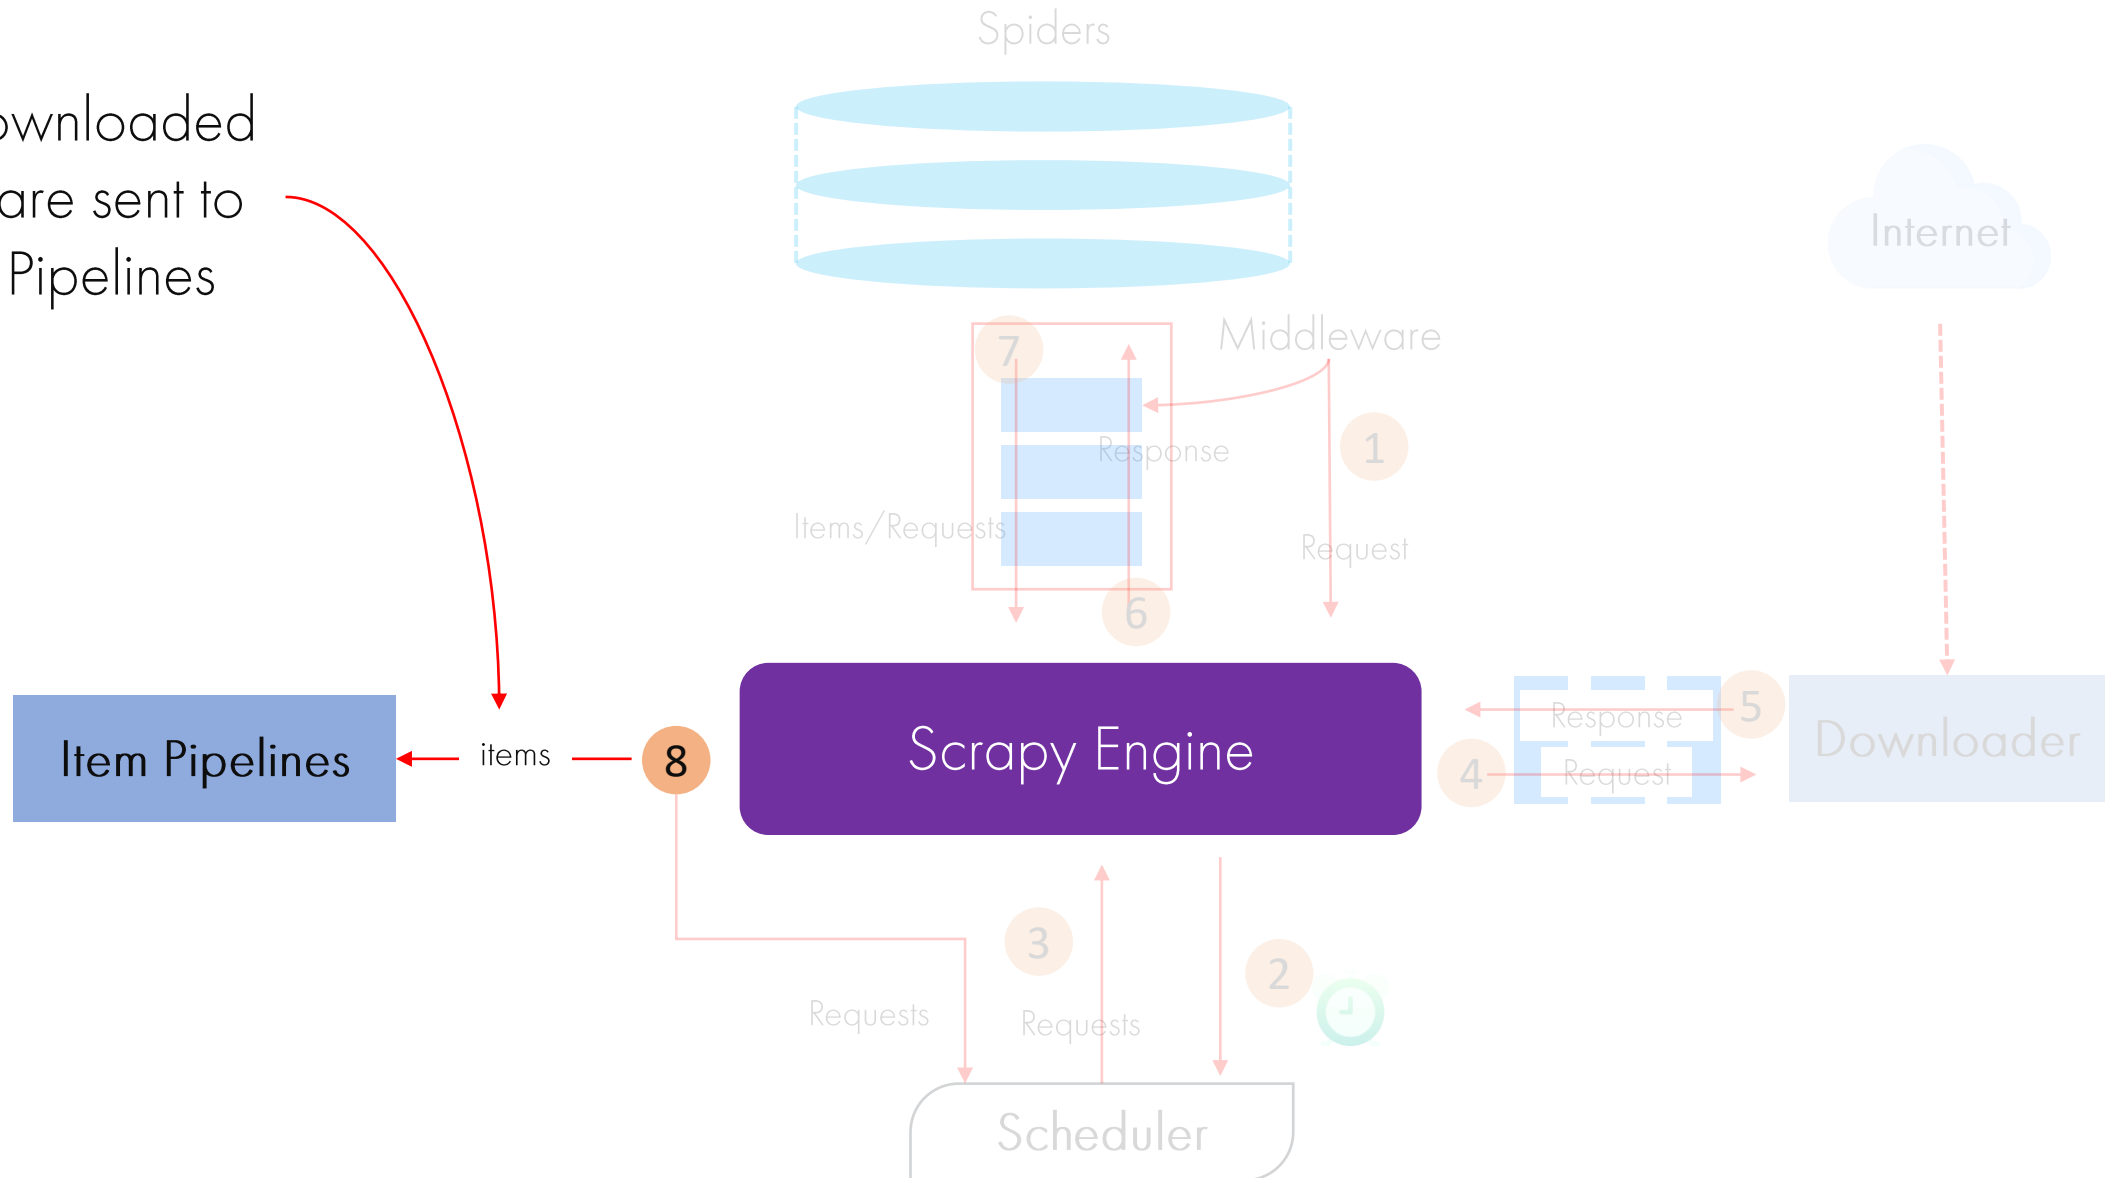 Spiders
ownloaded
are sent to
Pipelines
Internet
7
Middleware
1
Response
Items/Requests
Request
6
Item Pipelines
items
8
Scrapy Engine
5
Response
4
Request
Downloader
3
2
Requests
Requests
Scheduler